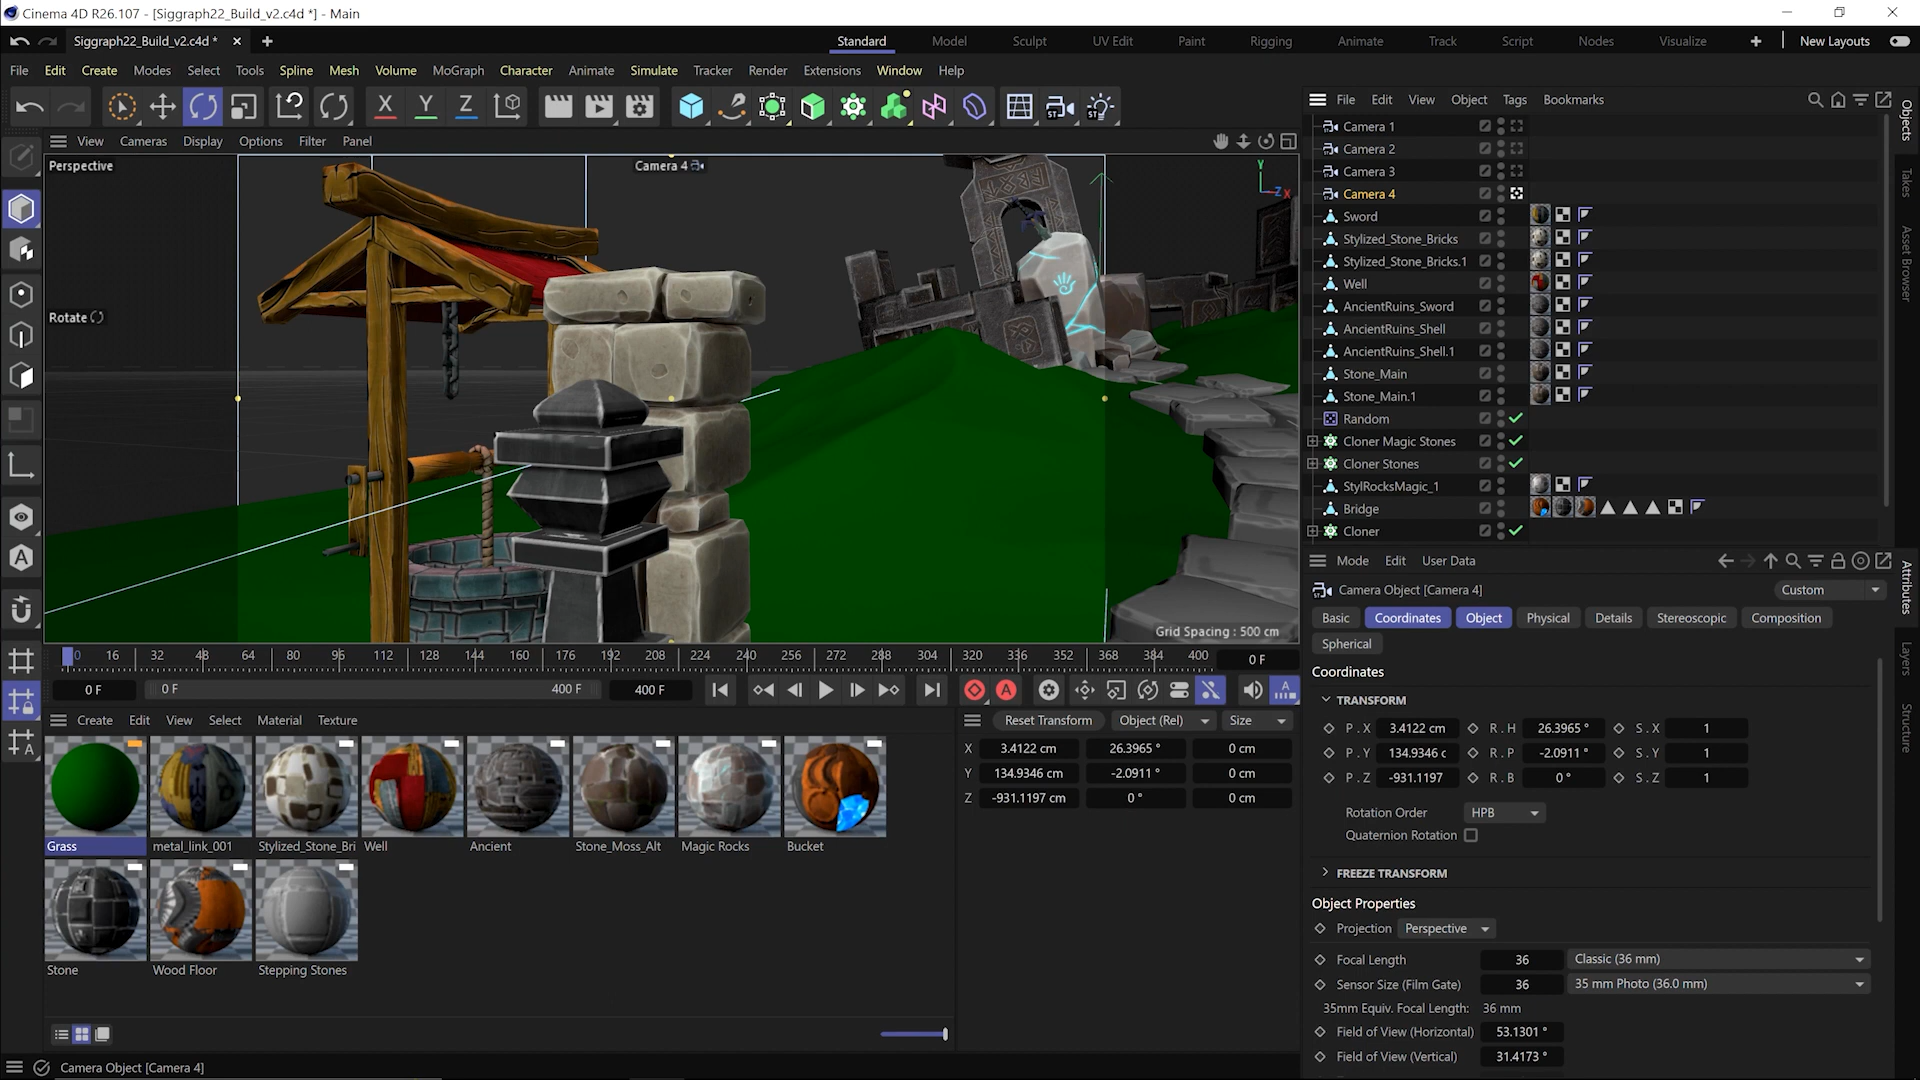 Cinema 4D R26.107 - [Siggraph22_Build_v2.c4d *] - Main
Siggraph22_Build_v2.c4d *
Standard Model Sculpt UV Edit Paint Rigging Animate Track Script Nodes Visualize New Layouts
File Edit Create Modes Select Tools Spline Mesh Volume MoGraph Character Animate Simulate Tracker Render Extensions Window Help
X Y Z
ST ST
View Cameras Display Options Filter Panel
Perspective
Camera 4
Rotate
Y
Z X
Grid Spacing : 500 cm
0 16 32 48 64 80 96 112 128 144 160 176 192 208 224 240 256 272 288 304 320 336 352 368 384 400 0 F
0 F 0 F 400 F 400 F
Create Edit View Select Material Texture
Grass metal_link_001 Stylized_Stone_Bri Well Ancient Stone_Moss_Alt Magic Rocks Bucket
Stone Wood Floor Stepping Stones
Reset Transform Object (Rel) Size
X 3.4122 cm 26.3965 ° 0 cm
Y 134.9346 cm -2.0911 ° 0 cm
Z -931.1197 cm 0 ° 0 cm
Camera Object [Camera 4]
File Edit View Object Tags Bookmarks
Camera 1
Camera 2
Camera 3
Camera 4
Sword
Stylized_Stone_Bricks
Stylized_Stone_Bricks.1
Well
AncientRuins_Sword
AncientRuins_Shell
AncientRuins_Shell.1
Stone_Main
Stone_Main.1
Random
Cloner Magic Stones
Cloner Stones
StylRocksMagic_1
Bridge
Cloner
Objects
Takes
Asset Browser
Mode Edit User Data
Camera Object [Camera 4] Custom
Basic Coordinates Object Physical Details Stereoscopic Composition
Spherical
Coordinates
TRANSFORM
P . X 3.4122 cm R . H 26.3965 ° S . X 1
P . Y 134.9346 c R . P -2.0911 ° S . Y 1
P . Z -931.1197 R . B 0 ° S . Z 1
Rotation Order HPB
Quaternion Rotation
FREEZE TRANSFORM
Object Properties
Projection Perspective
Focal Length 36 Classic (36 mm)
Sensor Size (Film Gate) 36 35 mm Photo (36.0 mm)
35mm Equiv. Focal Length: 36 mm
Field of View (Horizontal) 53.1301 °
Field of View (Vertical) 31.4173 °
Attributes
Layers
Structure